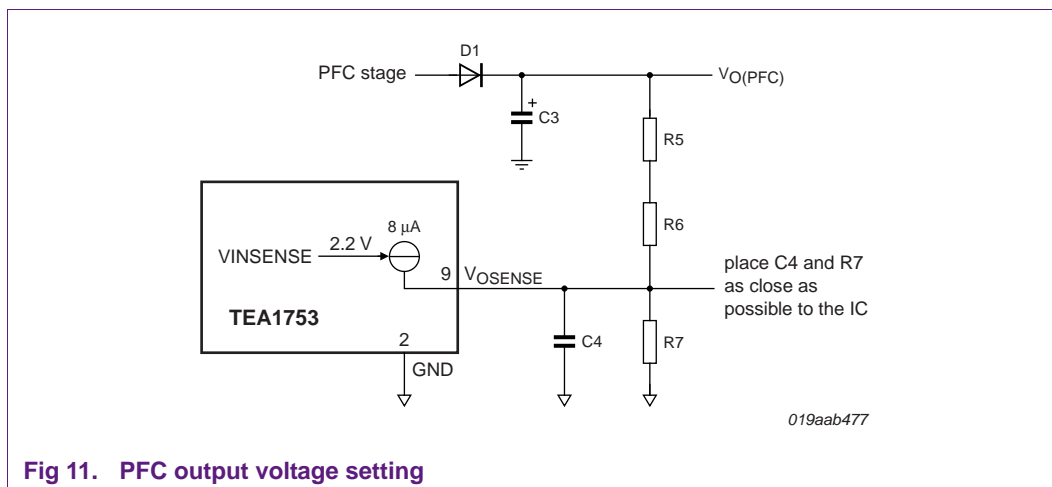 D1
PFC stage
VO(PFC)
+
C3
R5
R6
8 μA
VINSENSE
2.2 V
9
VOSENSE
place C4 and R7
as close as
possible to the IC
TEA1753
C4
R7
2
GND
019aab477
Fig 11. PFC output voltage setting